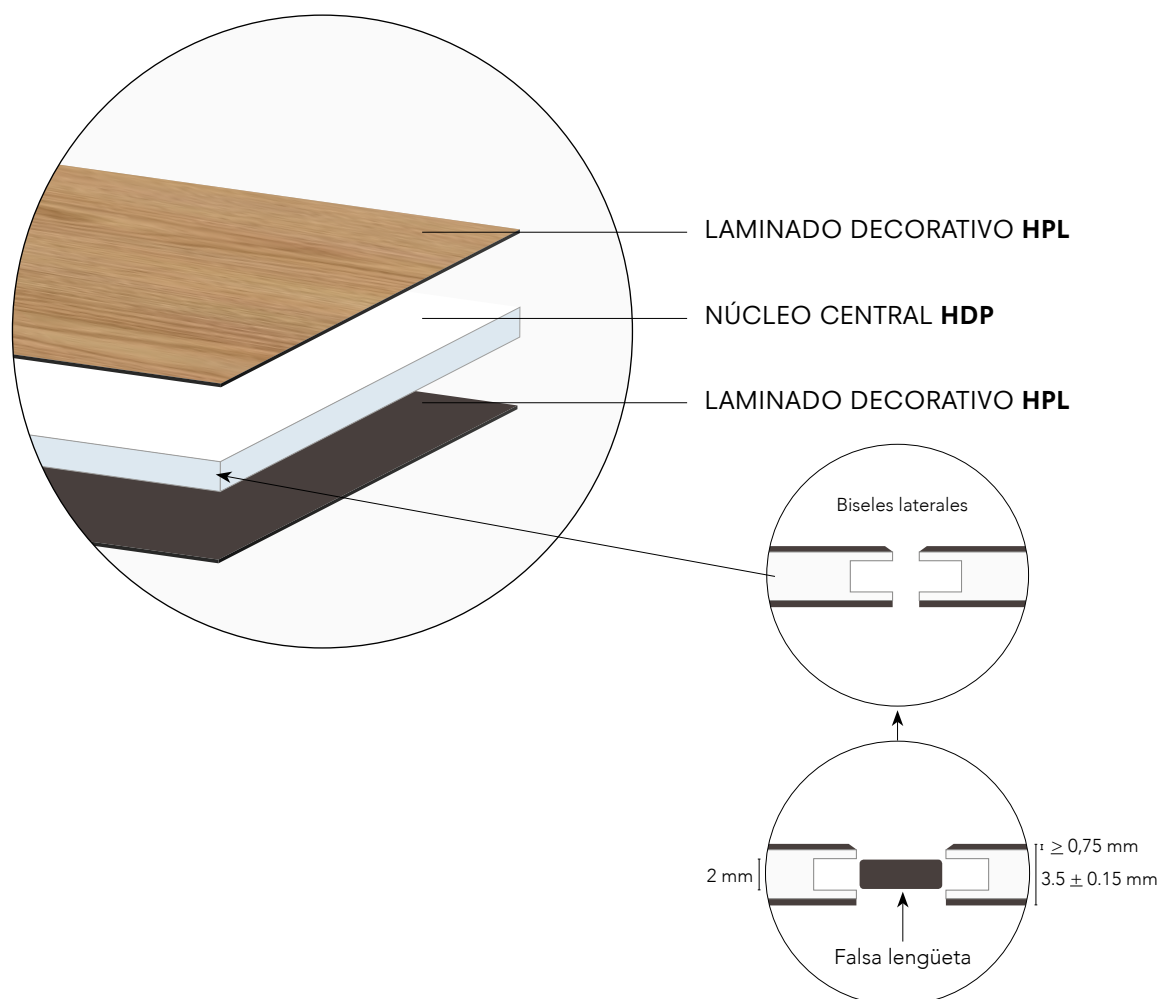 LAMINADO DECORATIVO HPL
NÚCLEO CENTRAL HDP
LAMINADO DECORATIVO HPL
Biseles laterales
≥ 0,75 mm
2 mm
3.5 ± 0.15 mm
Falsa lengüeta